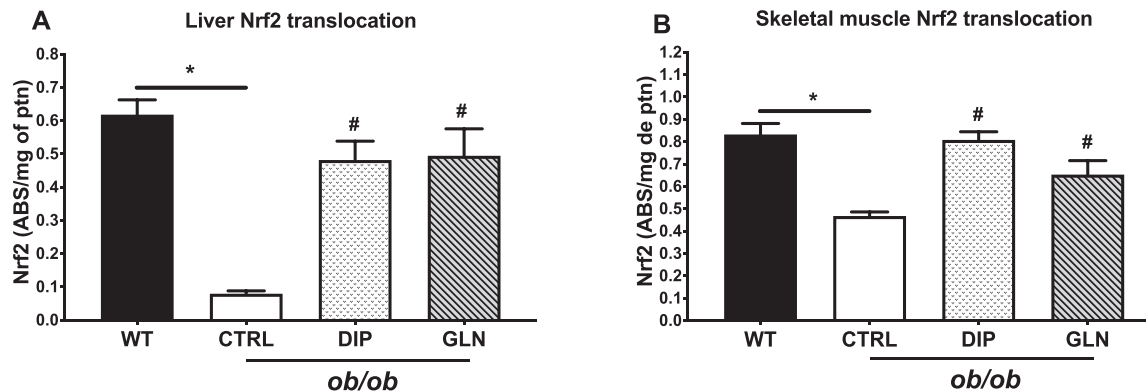 A
Liver Nrf2 translocation
Nrf2 (ABS/mg of ptn)
0.8
0.7
0.6
0.5
0.4
0.3
0.2
0.1
0.0
*
#
#
WT CTRL DIP GLN
ob/ob
B
Skeletal muscle Nrf2 translocation
Nrf2 (ABS/mg de ptn)
1.2
1.1
1.0
0.9
0.8
0.7
0.6
0.5
0.4
0.3
0.2
0.1
0.0
*
#
#
WT CTRL DIP GLN
ob/ob